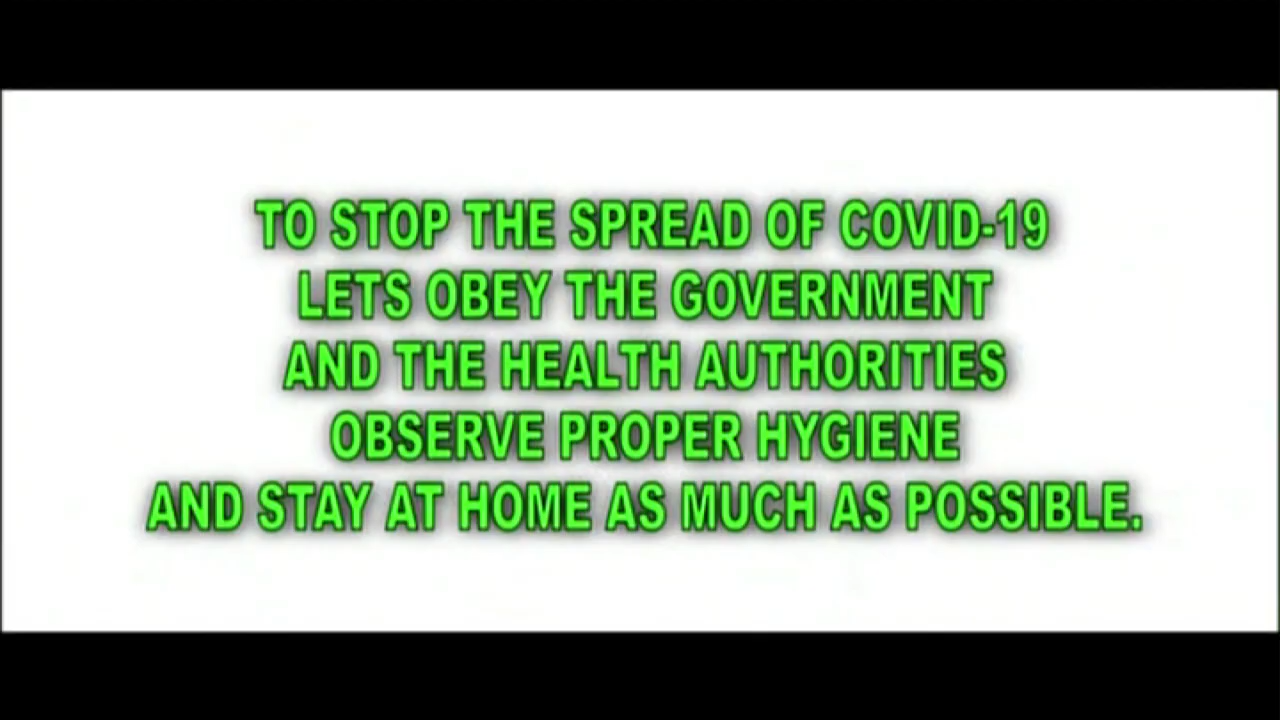 TO STOP THE SPREAD OF COVID-19
LETS OBEY THE GOVERNMENT
AND THE HEALTH AUTHORITIES
OBSERVE PROPER HYGIENE
AND STAY AT HOME AS MUCH AS POSSIBLE.